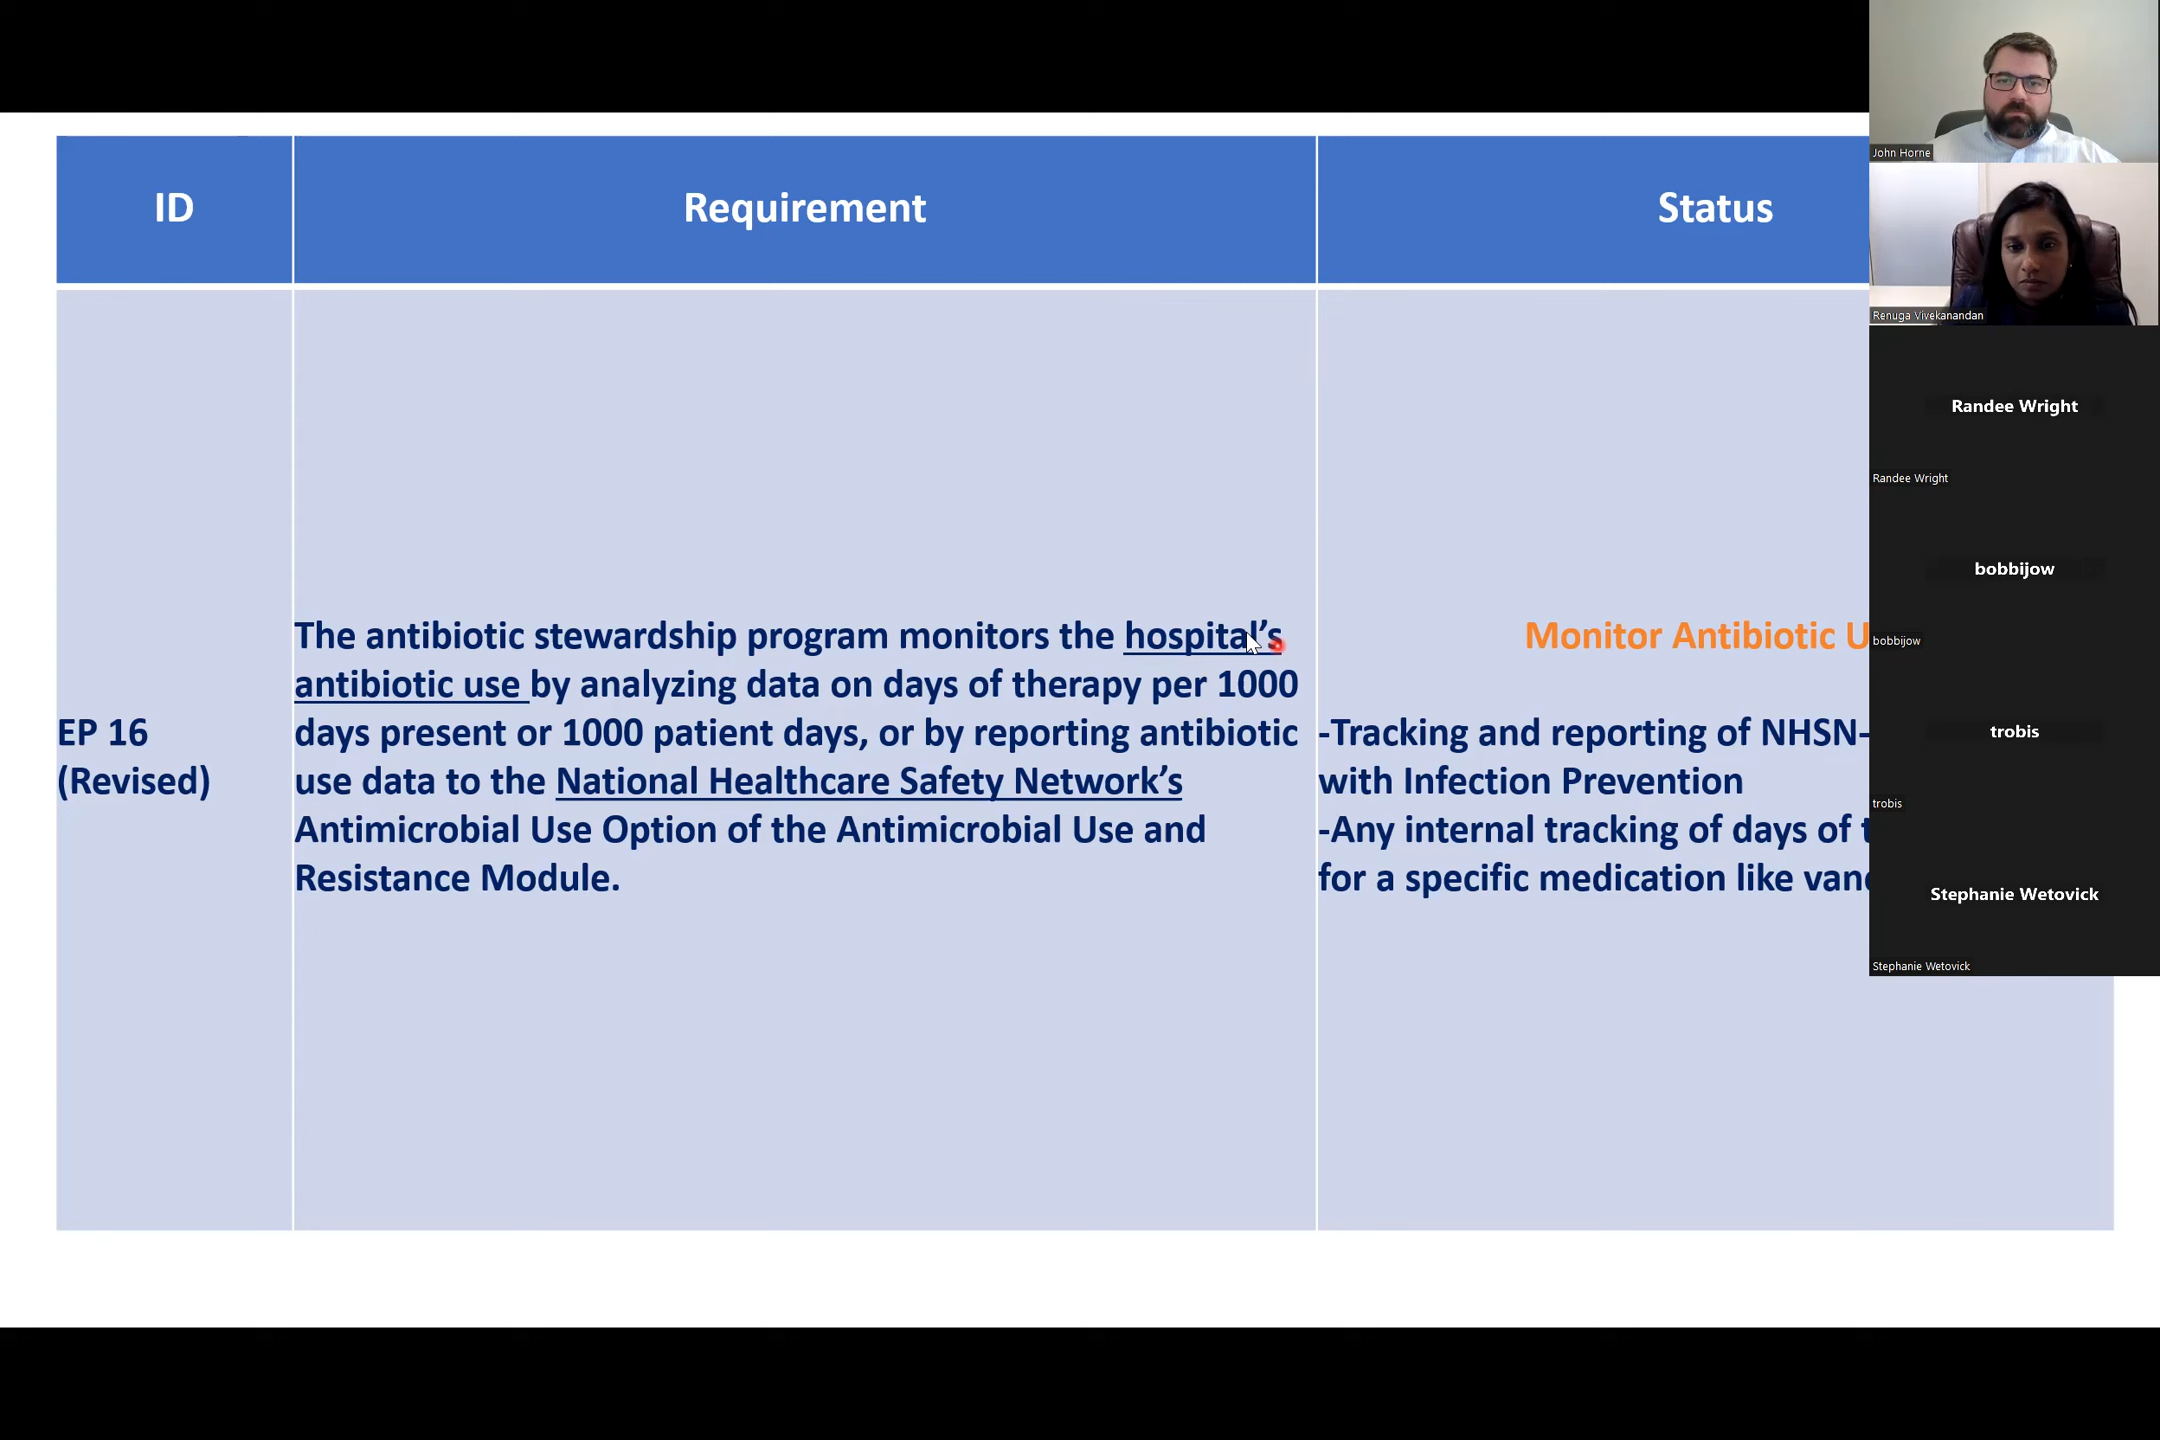 ID
Requirement
Status
EP 16
(Revised)
The antibiotic stewardship program monitors the hospital’s
antibiotic use by analyzing data on days of therapy per 1000
days present or 1000 patient days, or by reporting antibiotic
use data to the National Healthcare Safety Network’s
Antimicrobial Use Option of the Antimicrobial Use and
Resistance Module.
Monitor Antibiotic
-Tracking and reporting of NHSN-
with Infection Prevention
-Any internal tracking of days of
for a specific medication like
John Horne
Renuga Vivekanandan
Randee Wright
Randee Wright
bobbijow
bobbijow
trobis
trobis
Stephanie Wetovick
Stephanie Wetovick